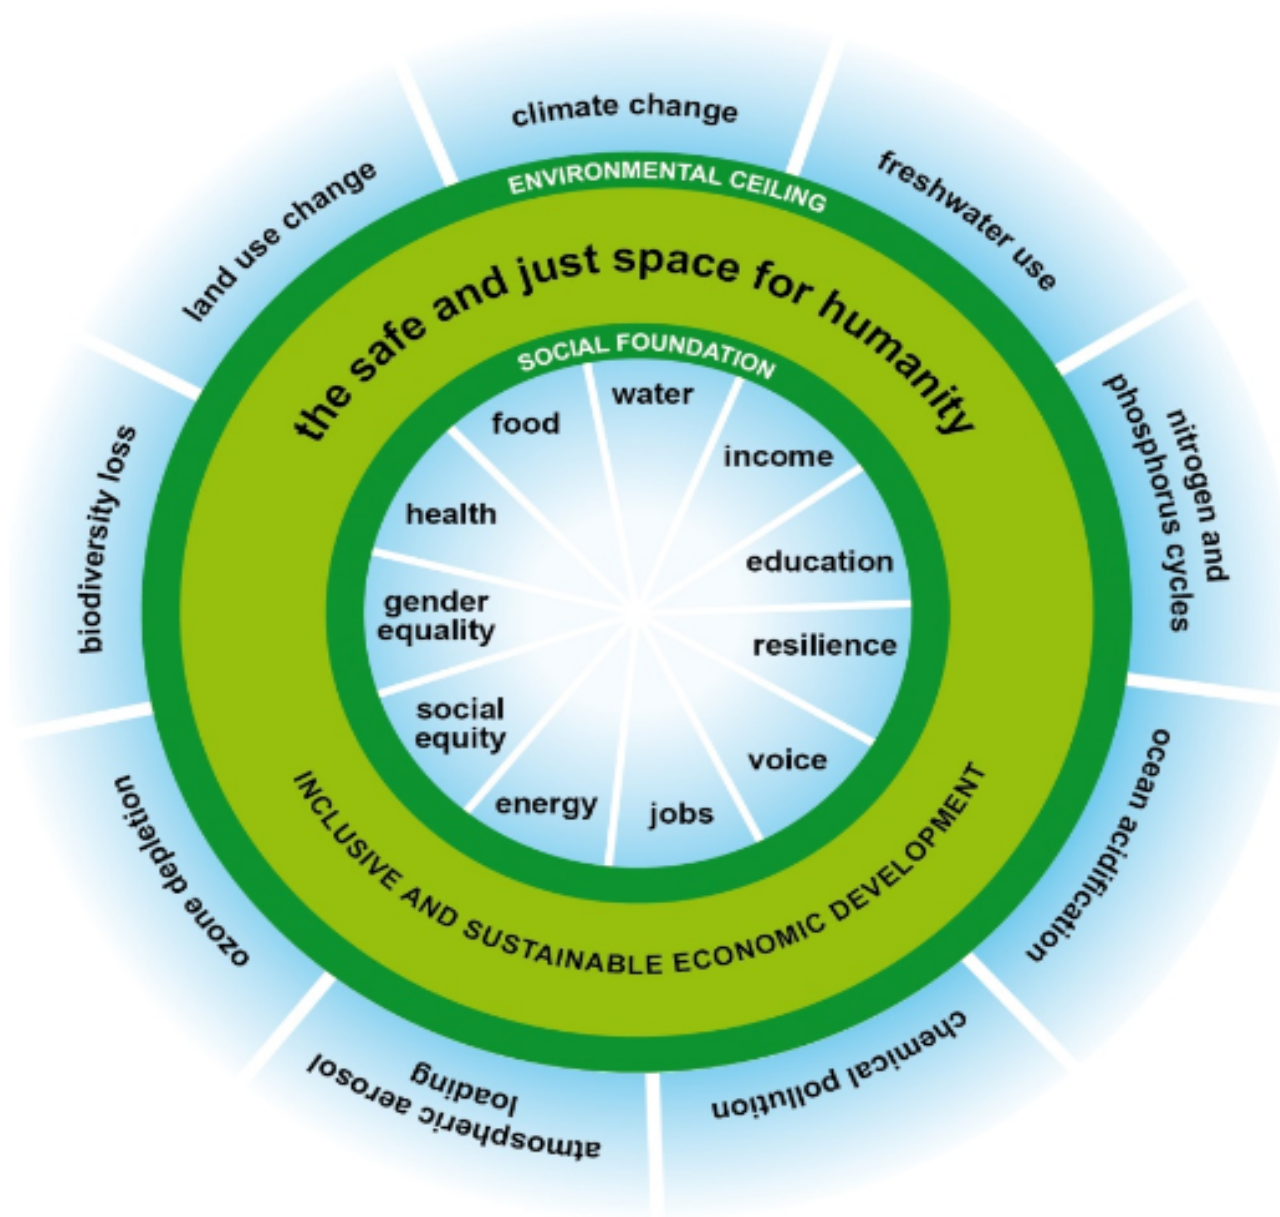 climate change
freshwater use
nitrogen and
phosphorus cycles
ocean acidification
chemical pollution
atmospheric aerosol
loading
ozone depletion
biodiversity loss
land use change
ENVIRONMENTAL CEILING
the safe and just space for humanity
SOCIAL FOUNDATION
water
income
education
resilience
voice
jobs
energy
social
equity
gender
equality
health
food
INCLUSIVE AND SUSTAINABLE ECONOMIC DEVELOPMENT